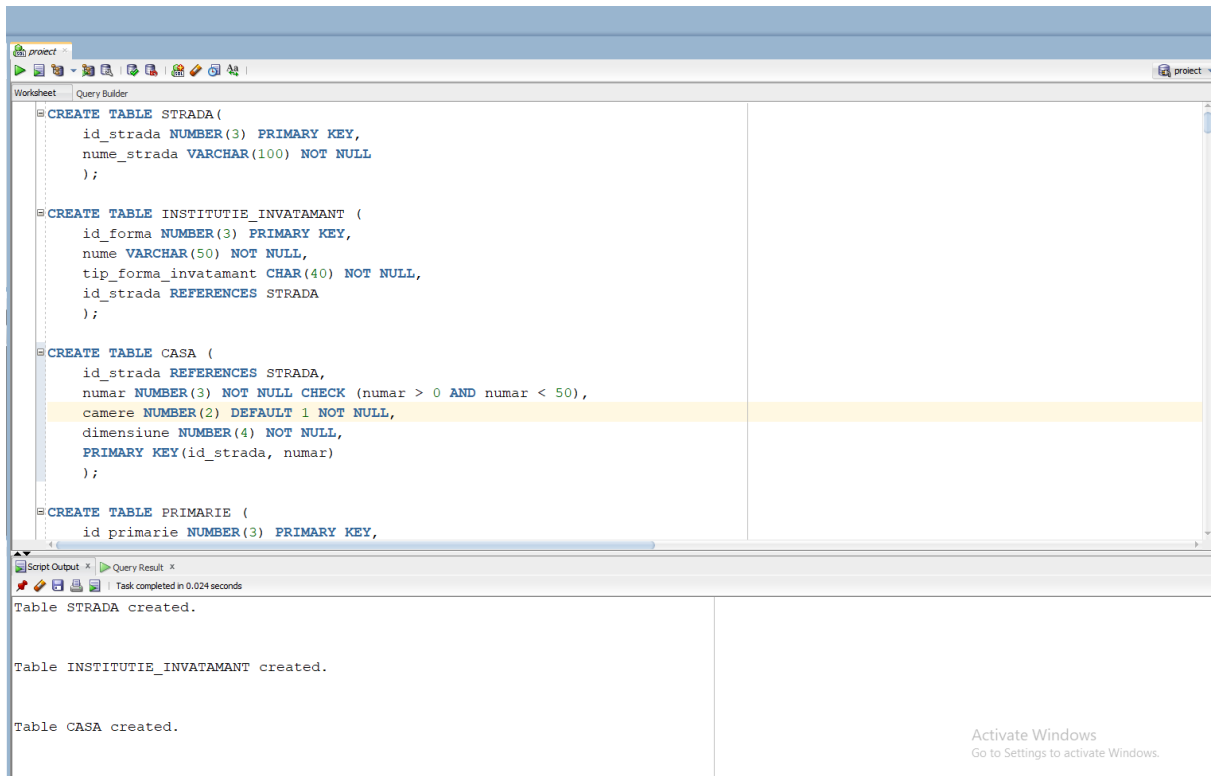 project
project
Worksheet Query Builder
CREATE TABLE STRADA(
id_strada NUMBER(3) PRIMARY KEY,
nume_strada VARCHAR(100) NOT NULL
);
CREATE TABLE INSTITUTIE_INVATAMANT (
id_forma NUMBER(3) PRIMARY KEY,
nume VARCHAR(50) NOT NULL,
tip_forma_invatamant CHAR(40) NOT NULL,
id_strada REFERENCES STRADA
);
CREATE TABLE CASA (
id_strada REFERENCES STRADA,
numar NUMBER(3) NOT NULL CHECK (numar > 0 AND numar < 50),
camere NUMBER(2) DEFAULT 1 NOT NULL,
dimensiune NUMBER(4) NOT NULL,
PRIMARY KEY(id_strada, numar)
);
CREATE TABLE PRIMARIE (
id_primarie NUMBER(3) PRIMARY KEY,
Script Output x Query Result x
Task completed in 0.024 seconds
Table STRADA created.
Table INSTITUTIE_INVATAMANT created.
Table CASA created.
Activate Windows
Go to Settings to activate Windows.